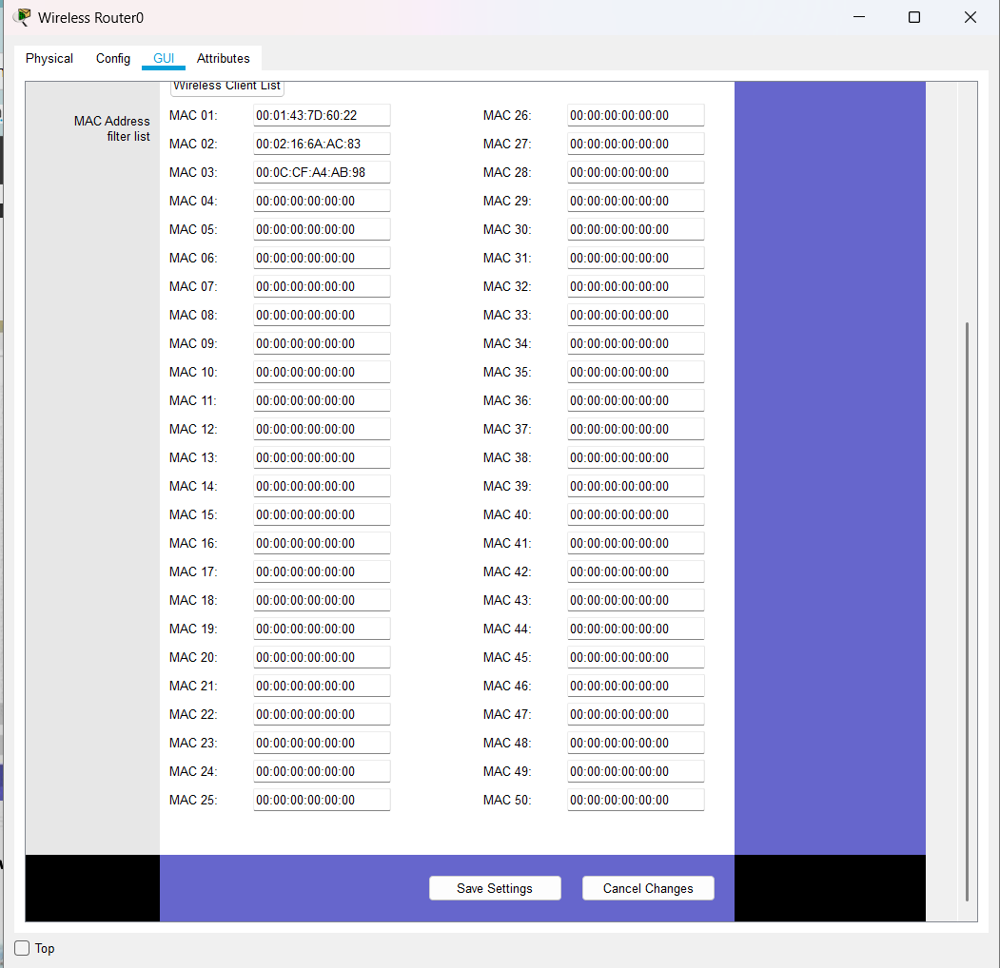 Wireless Router0
Physical Config GUI Attributes
Wireless Client List
MAC Address
filter list
MAC 01: 00:01:43:7D:60:22 MAC 26: 00:00:00:00:00:00
MAC 02: 00:02:16:6A:AC:83 MAC 27: 00:00:00:00:00:00
MAC 03: 00:0C:CF:A4:AB:98 MAC 28: 00:00:00:00:00:00
MAC 04: 00:00:00:00:00:00 MAC 29: 00:00:00:00:00:00
MAC 05: 00:00:00:00:00:00 MAC 30: 00:00:00:00:00:00
MAC 06: 00:00:00:00:00:00 MAC 31: 00:00:00:00:00:00
MAC 07: 00:00:00:00:00:00 MAC 32: 00:00:00:00:00:00
MAC 08: 00:00:00:00:00:00 MAC 33: 00:00:00:00:00:00
MAC 09: 00:00:00:00:00:00 MAC 34: 00:00:00:00:00:00
MAC 10: 00:00:00:00:00:00 MAC 35: 00:00:00:00:00:00
MAC 11: 00:00:00:00:00:00 MAC 36: 00:00:00:00:00:00
MAC 12: 00:00:00:00:00:00 MAC 37: 00:00:00:00:00:00
MAC 13: 00:00:00:00:00:00 MAC 38: 00:00:00:00:00:00
MAC 14: 00:00:00:00:00:00 MAC 39: 00:00:00:00:00:00
MAC 15: 00:00:00:00:00:00 MAC 40: 00:00:00:00:00:00
MAC 16: 00:00:00:00:00:00 MAC 41: 00:00:00:00:00:00
MAC 17: 00:00:00:00:00:00 MAC 42: 00:00:00:00:00:00
MAC 18: 00:00:00:00:00:00 MAC 43: 00:00:00:00:00:00
MAC 19: 00:00:00:00:00:00 MAC 44: 00:00:00:00:00:00
MAC 20: 00:00:00:00:00:00 MAC 45: 00:00:00:00:00:00
MAC 21: 00:00:00:00:00:00 MAC 46: 00:00:00:00:00:00
MAC 22: 00:00:00:00:00:00 MAC 47: 00:00:00:00:00:00
MAC 23: 00:00:00:00:00:00 MAC 48: 00:00:00:00:00:00
MAC 24: 00:00:00:00:00:00 MAC 49: 00:00:00:00:00:00
MAC 25: 00:00:00:00:00:00 MAC 50: 00:00:00:00:00:00
Save Settings Cancel Changes
Top